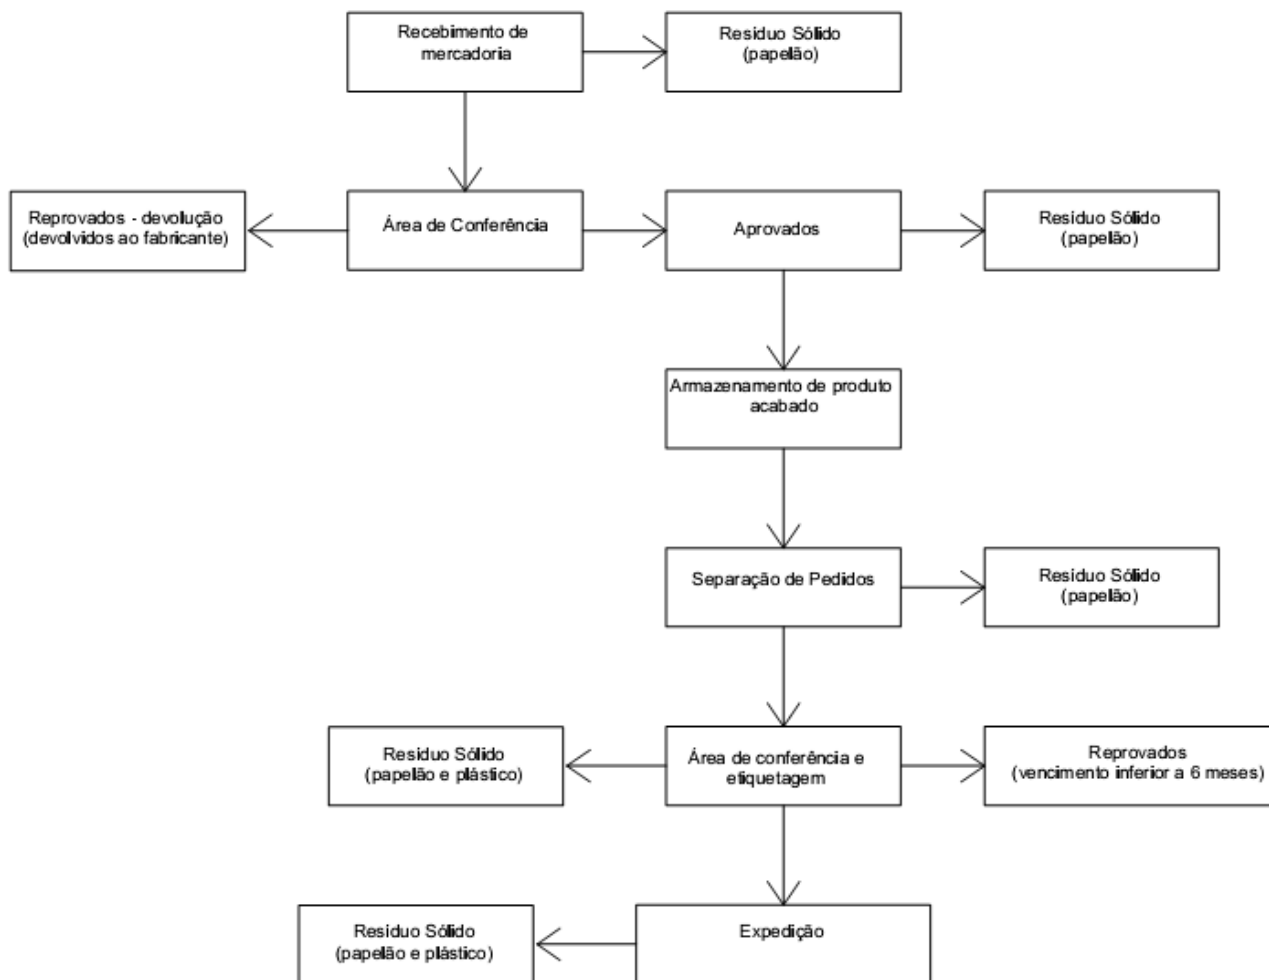 Recebimento de
mercadoria
Resíduo Sólido
(papelão)
Reprovados - devolução
(devolvidos ao fabricante)
Área de Conferência
Aprovados
Resíduo Sólido
(papelão)
Armazenamento de produto
acabado
Separação de Pedidos
Resíduo Sólido
(papelão)
Resíduo Sólido
(papelão e plástico)
Área de conferência e
etiquetagem
Reprovados
(vencimento inferior a 6 meses)
Resíduo Sólido
(papelão e plástico)
Expedição